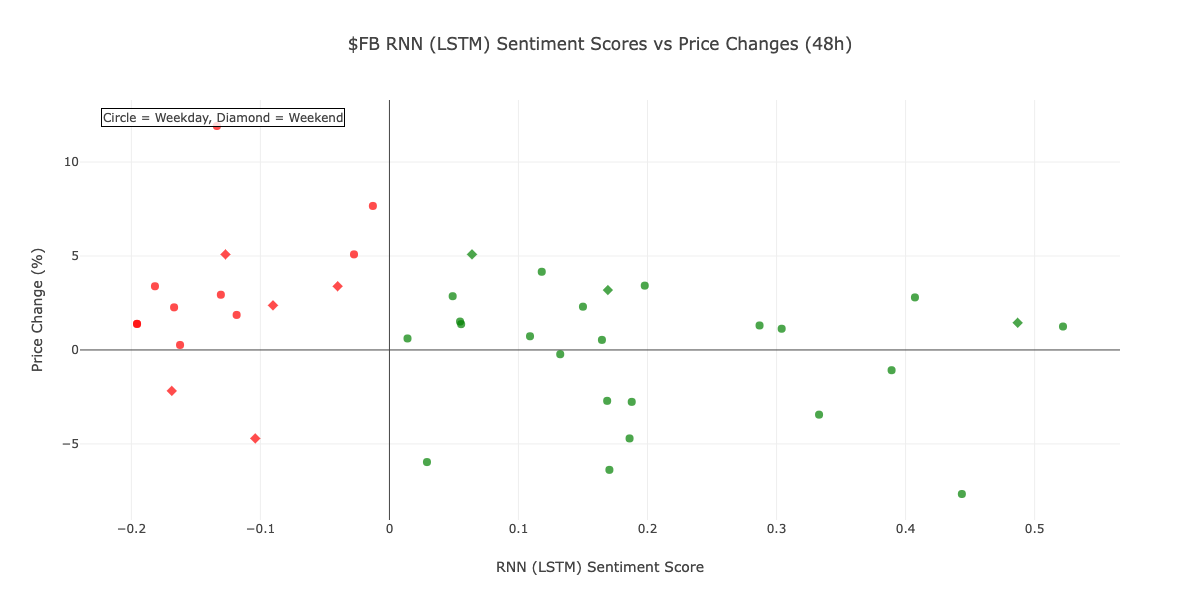 $FB RNN (LSTM) Sentiment Scores vs Price Changes (48h)
Circle = Weekday, Diamond = Weekend
10
5
0
−5
Price Change (%)
−0.2 −0.1 0 0.1 0.2 0.3 0.4 0.5
RNN (LSTM) Sentiment Score